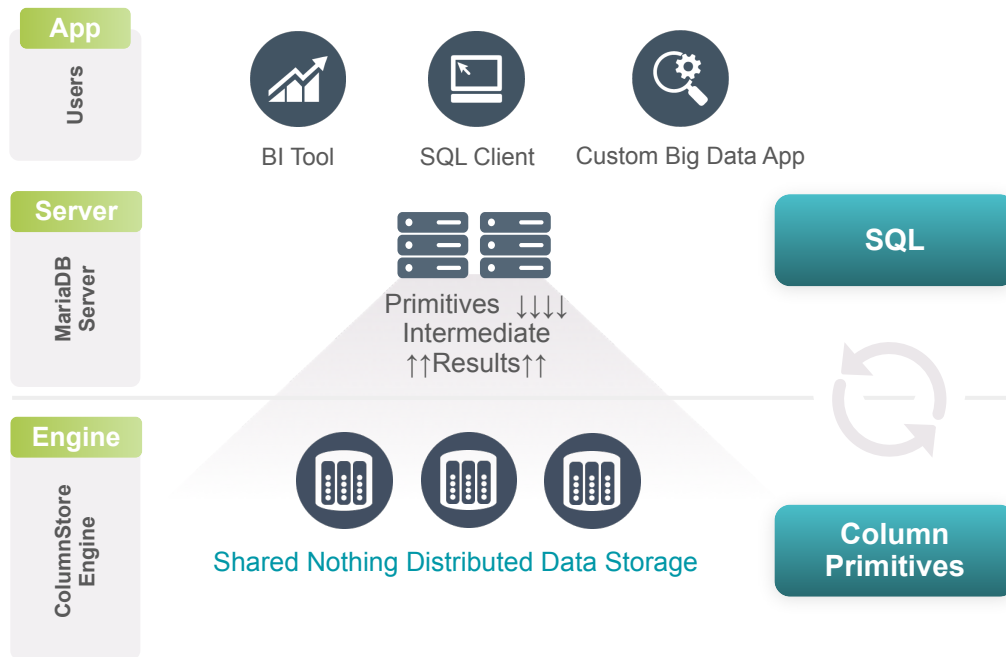 App
Users
BI Tool
SQL Client
Custom Big Data App
Server
MariaDB
Server
Primitives ↓↓↓↓
Intermediate
↑↑Results↑↑
SQL
Engine
ColumnStore
Engine
Shared Nothing Distributed Data Storage
Column
Primitives